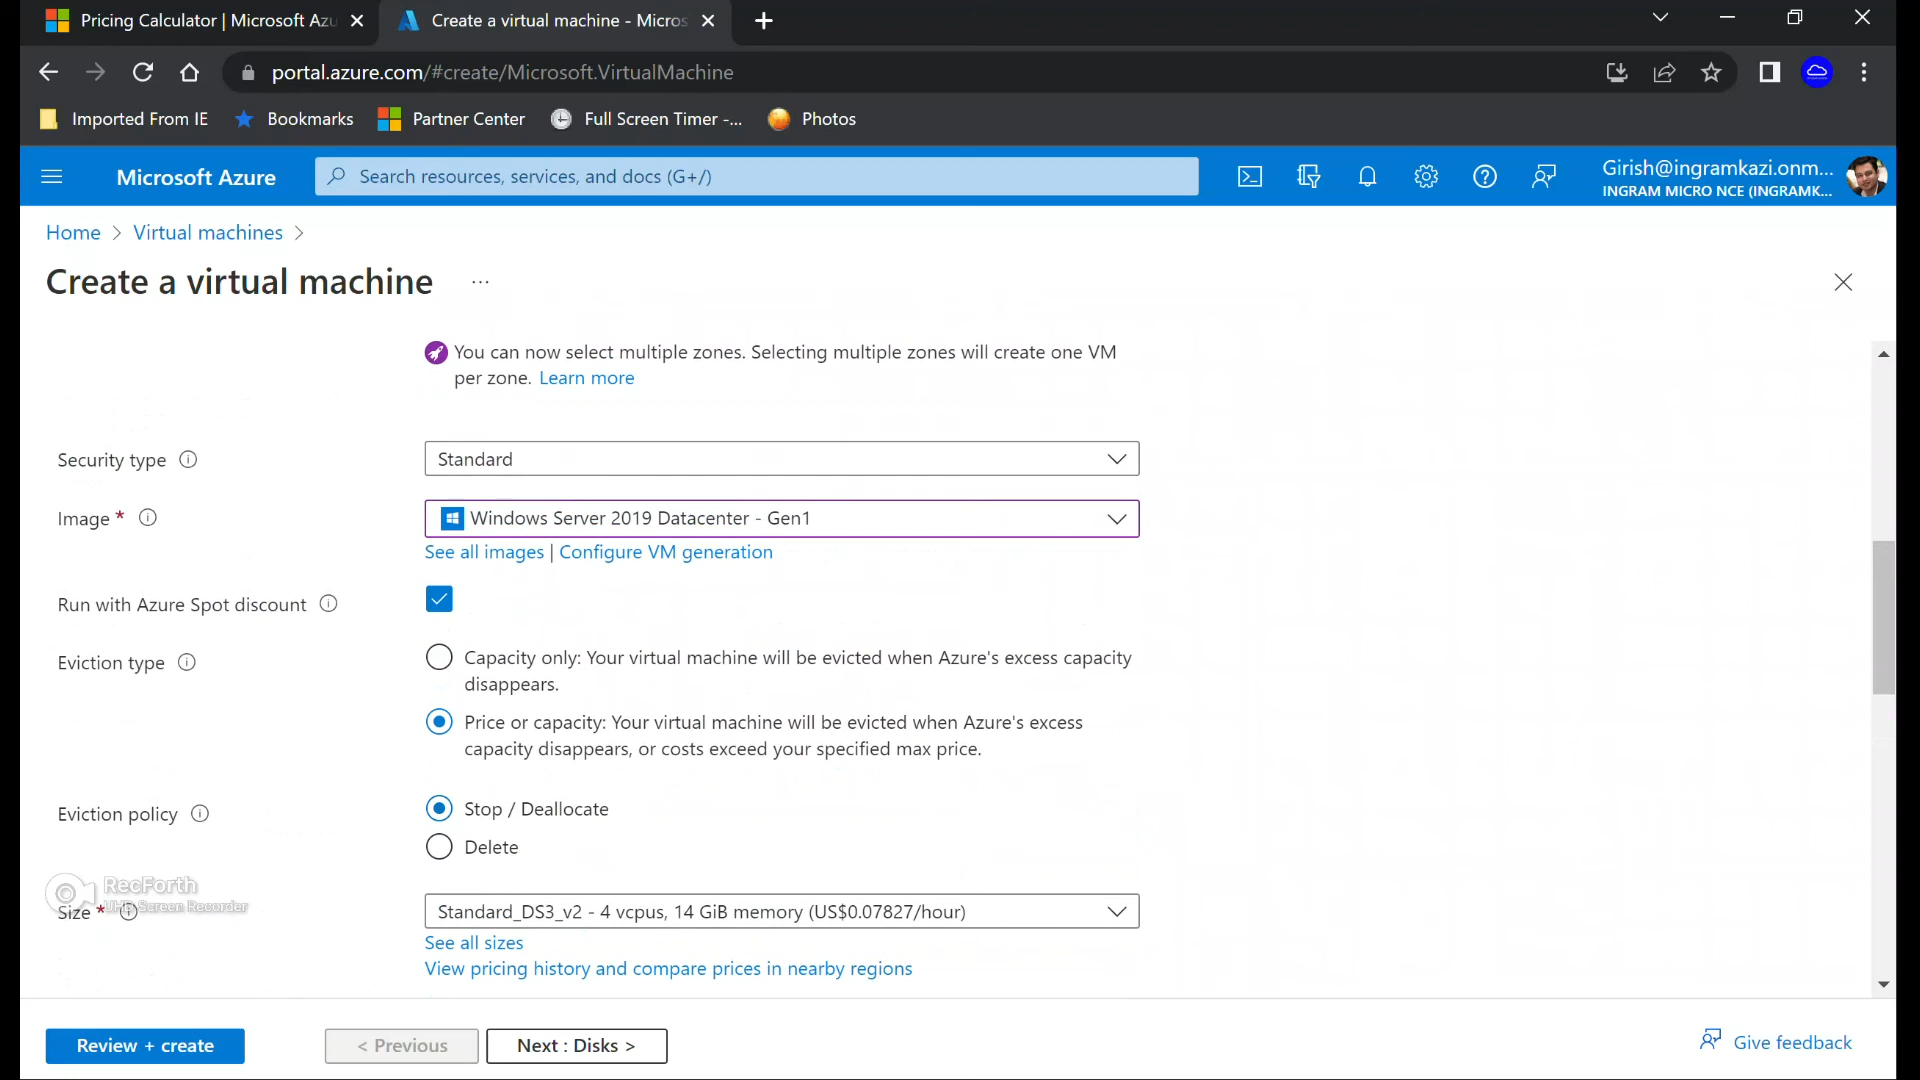 Pricing Calculator | Microsoft Azu
Create a virtual machine - Micros
portal.azure.com/#create/Microsoft.VirtualMachine
Imported From IE
Bookmarks
Partner Center
Full Screen Timer -...
Photos
Microsoft Azure
Search resources, services, and docs (G+/)
Girish@ingramkazi.onm...
INGRAM MICRO NCE (INGRAMK...
Home > Virtual machines >
Create a virtual machine ...
You can now select multiple zones. Selecting multiple zones will create one VM
per zone. Learn more
Security type
Standard
Image *
Windows Server 2019 Datacenter - Gen1
See all images | Configure VM generation
Run with Azure Spot discount
Eviction type
Capacity only: Your virtual machine will be evicted when Azure's excess capacity
disappears.
Price or capacity: Your virtual machine will be evicted when Azure's excess
capacity disappears, or costs exceed your specified max price.
Eviction policy
Stop / Deallocate
Delete
RecForth
UHD Screen Recorder
Size *
Standard_DS3_v2 - 4 vcpus, 14 GiB memory (US$0.07827/hour)
See all sizes
View pricing history and compare prices in nearby regions
Review + create
< Previous
Next : Disks >
Give feedback